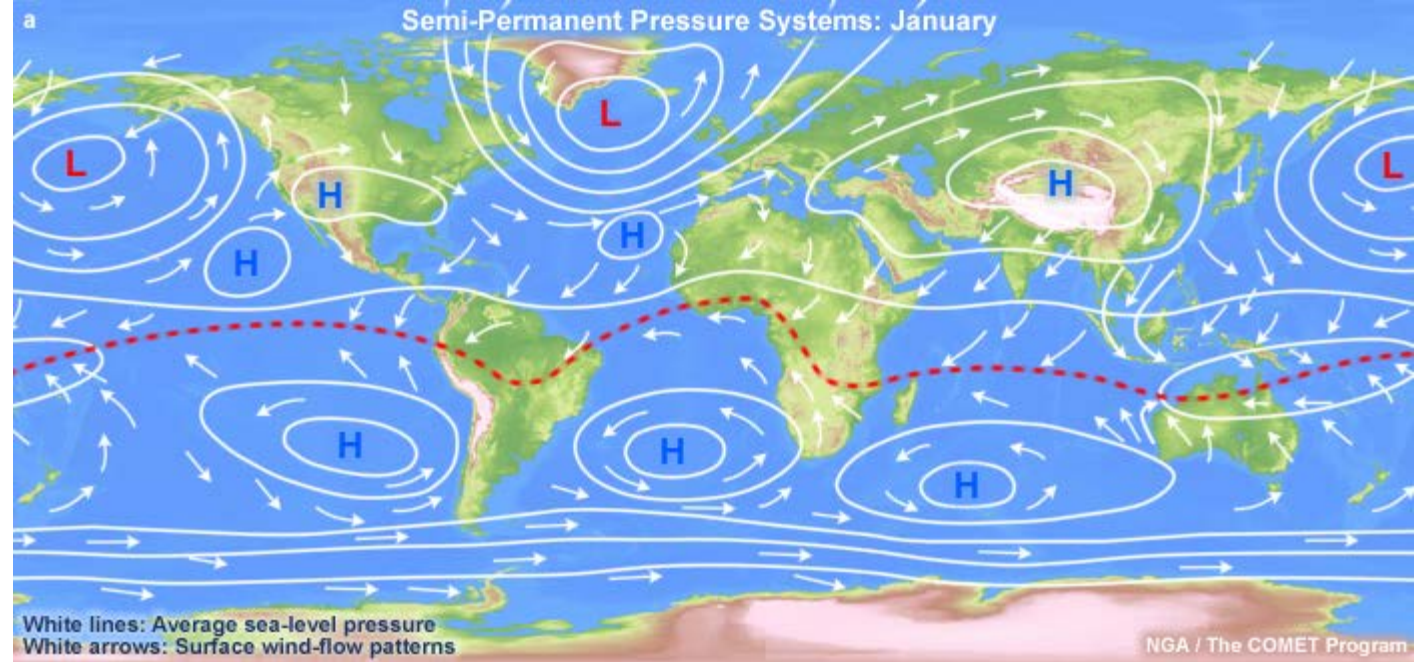 a
Semi-Permanent Pressure Systems: January
L
L
L
H
H
H
H
H
H
H
White lines: Average sea-level pressure
White arrows: Surface wind-flow patterns
NGA / The COMET Program